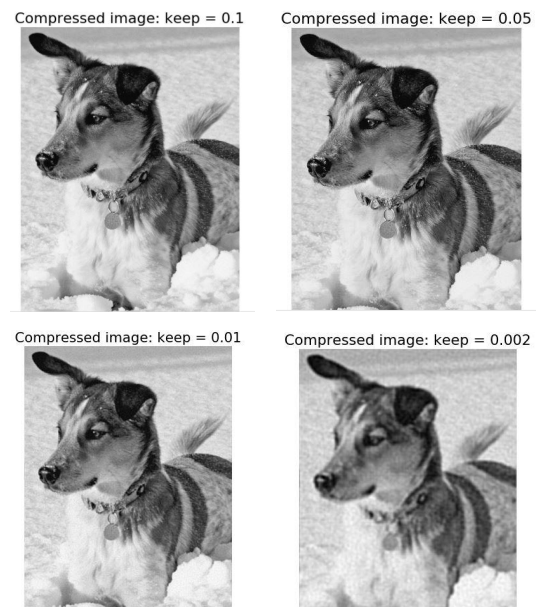 Compressed image: keep = 0.1
Compressed image: keep = 0.05
Compressed image: keep = 0.01
Compressed image: keep = 0.002